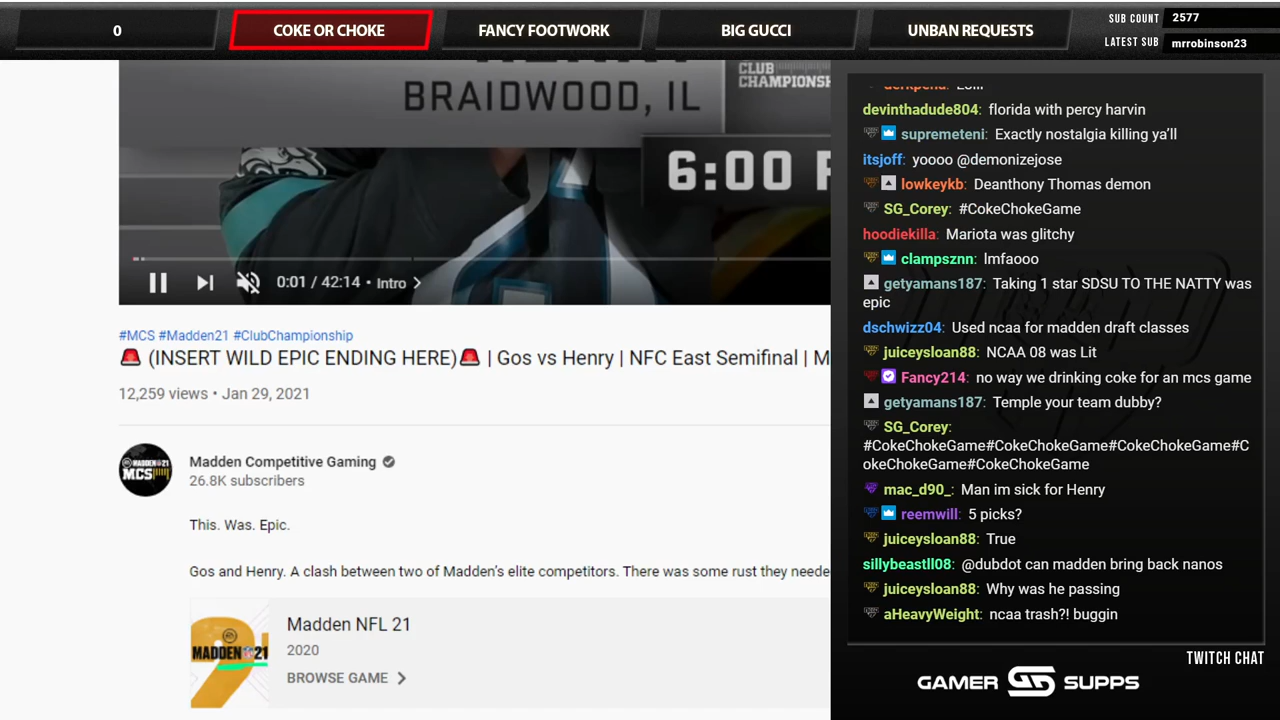 0
COKE OR CHOKE
FANCY FOOTWORK
BIG GUCCI
UNBAN REQUESTS
SUB COUNT 2577
LATEST SUB mrrobinson23
CLUB
BRAIDWOOD, IL
6:00
0:01 / 42:14 • Intro
#MCS #Madden21 #ClubChampionship
🚨 (INSERT WILD EPIC ENDING HERE)🚨 | Gos vs Henry | NFC East Semifinal | M
12,259 views • Jan 29, 2021
MADDEN 21
MCS
Madden Competitive Gaming
26.8K subscribers
This. Was. Epic.
Gos and Henry. A clash between two of Madden's elite competitors. There was some rust they neede
MADDEN 21
Madden NFL 21
2020
BROWSE GAME
devinthadude804: florida with percy harvin
supremeteni: Exactly nostalgia killing ya'll
itsjoff: yoooo @demonizejose
lowkeykb: Deanthony Thomas demon
SG_Corey: #CokeChokeGame
hoodiekilla: Mariota was glitchy
clampsznn: lmfaooo
getyamans187: Taking 1 star SDSU TO THE NATTY was
epic
dschwizz04: Used ncaa for madden draft classes
juiceysloan88: NCAA 08 was Lit
Fancy214: no way we drinking coke for an mcs game
getyamans187: Temple your team dubby?
SG_Corey:
#CokeChokeGame#CokeChokeGame#CokeChokeGame#C
okeChokeGame#CokeChokeGame
mac_d90_: Man im sick for Henry
reemwill: 5 picks?
juiceysloan88: True
sillybeastll08: @dubdot can madden bring back nanos
juiceysloan88: Why was he passing
aHeavyWeight: ncaa trash?! buggin
TWITCH CHAT
GAMER SUPPS